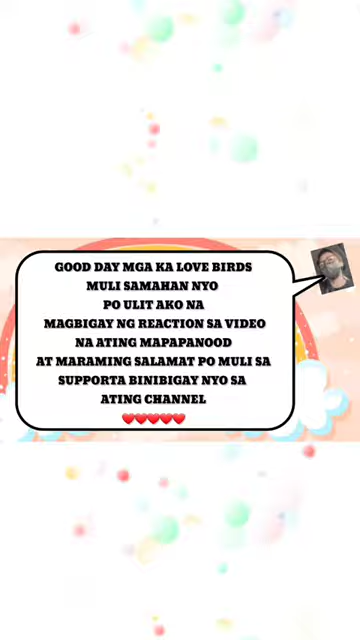 GOOD DAY MGA KA LOVE BIRDS
MULI SAMAHAN NYO
PO ULIT AKO NA
MAGBIGAY NG REACTION SA VIDEO
NA ATING MAPAPANOOD
AT MARAMING SALAMAT PO MULI SA
SUPPORTA BINIBIGAY NYO SA
ATING CHANNEL
❤️❤️❤️❤️❤️